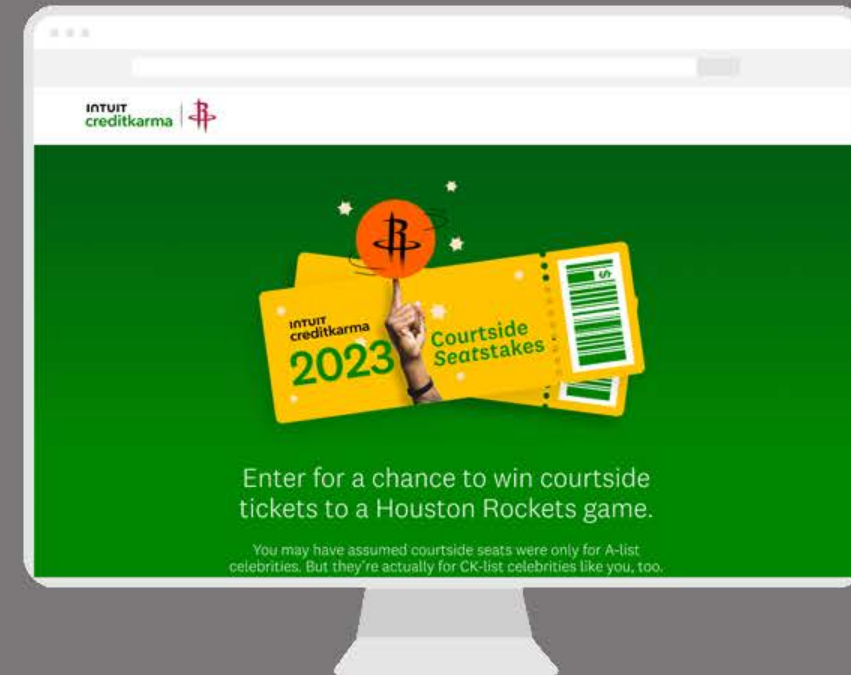 INTUIT
creditkarma
R
R
INTUIT
creditkarma
2023
Courtside
Seatstakes
$
Enter for a chance to win courtside
tickets to a Houston Rockets game.
You may have assumed courtside seats were only for A-list
celebrities. But they're actually for CK-list celebrities like you, too.